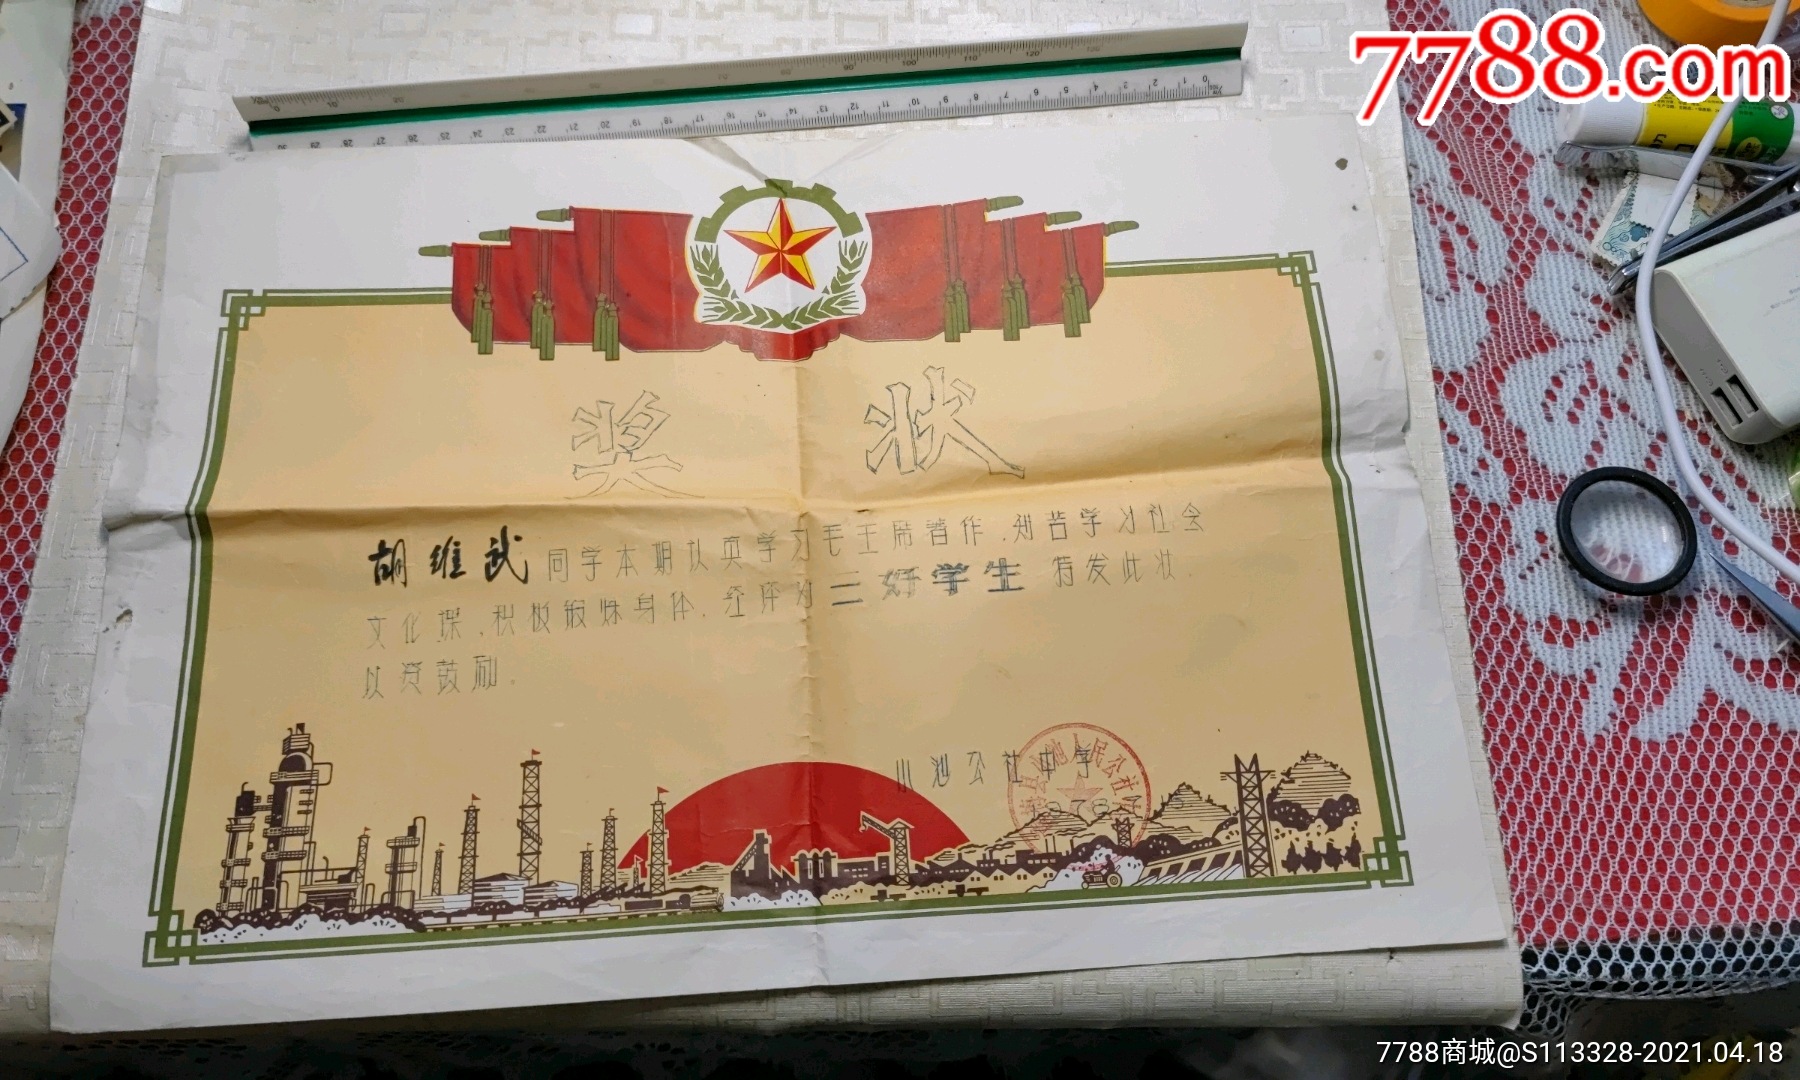 7788.com
奖状
胡维武同学本期认真学习毛主席著作、刻苦学习社会
文化课、积极锻炼身体、经评为三好学生 特发此状、
以资鼓励。
小池公社中学
7788商城@S113328-2021.04.18